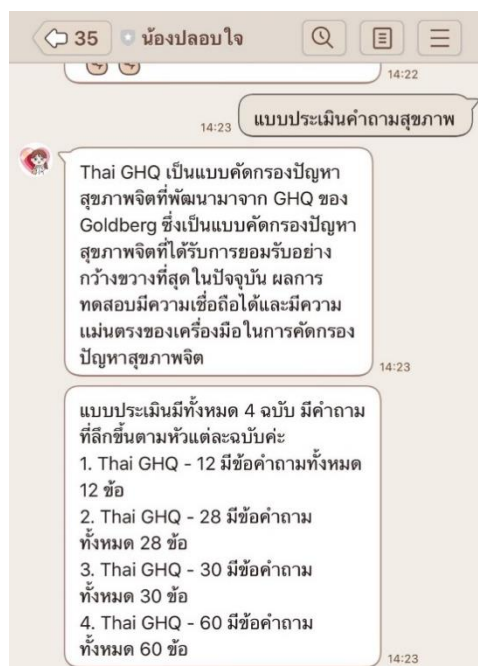 35 น้องปลอบใจ
14:22
แบบประเมินคำถามสุขภาพ
14:23
Thai GHQ เป็นแบบคัดกรองปัญหา
สุขภาพจิตที่พัฒนามาจาก GHQ ของ
Goldberg ซึ่งเป็นแบบคัดกรองปัญหา
สุขภาพจิตที่ได้รับการยอมรับอย่าง
กว้างขวางที่สุดในปัจจุบัน ผลการ
ทดสอบมีความเชื่อถือได้และมีความ
แม่นตรงของเครื่องมือในการคัดกรอง
ปัญหาสุขภาพจิต
14:23
แบบประเมินมีทั้งหมด 4 ฉบับ มีคำถาม
ที่ลึกขึ้นตามหัวแต่ละฉบับค่ะ
1. Thai GHQ - 12 มีข้อคำถามทั้งหมด
12 ข้อ
2. Thai GHQ - 28 มีข้อคำถาม
ทั้งหมด 28 ข้อ
3. Thai GHQ - 30 มีข้อคำถาม
ทั้งหมด 30 ข้อ
4. Thai GHQ - 60 มีข้อคำถาม
ทั้งหมด 60 ข้อ
14:23